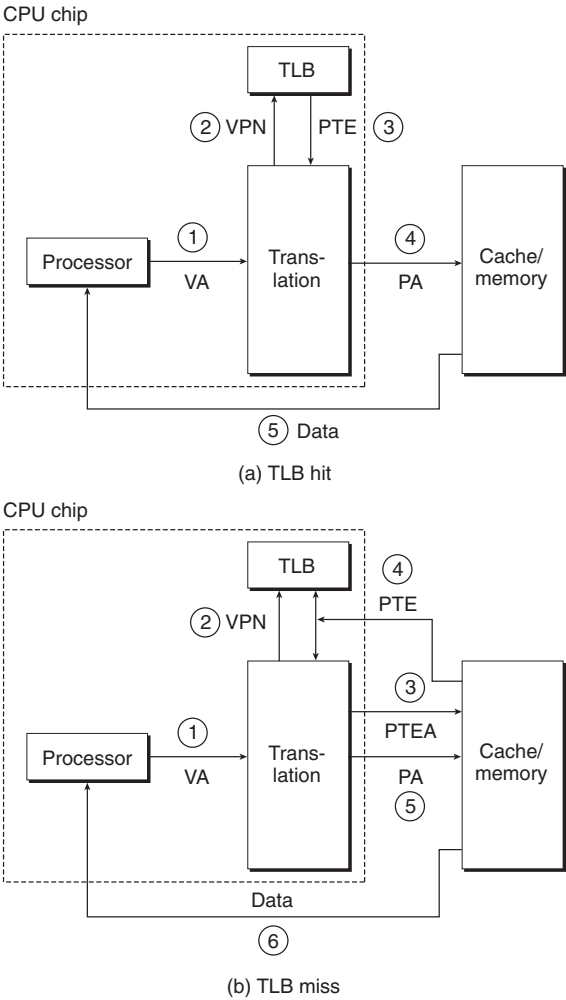 CPU chip
TLB
② VPN PTE ③
① ④
Processor Trans- Cache/
lation memory
VA PA
⑤ Data
(a) TLB hit
CPU chip
TLB ④
② VPN PTE
③
① PTEA
Processor Trans- Cache/
lation memory
VA PA
⑤
Data
⑥
(b) TLB miss